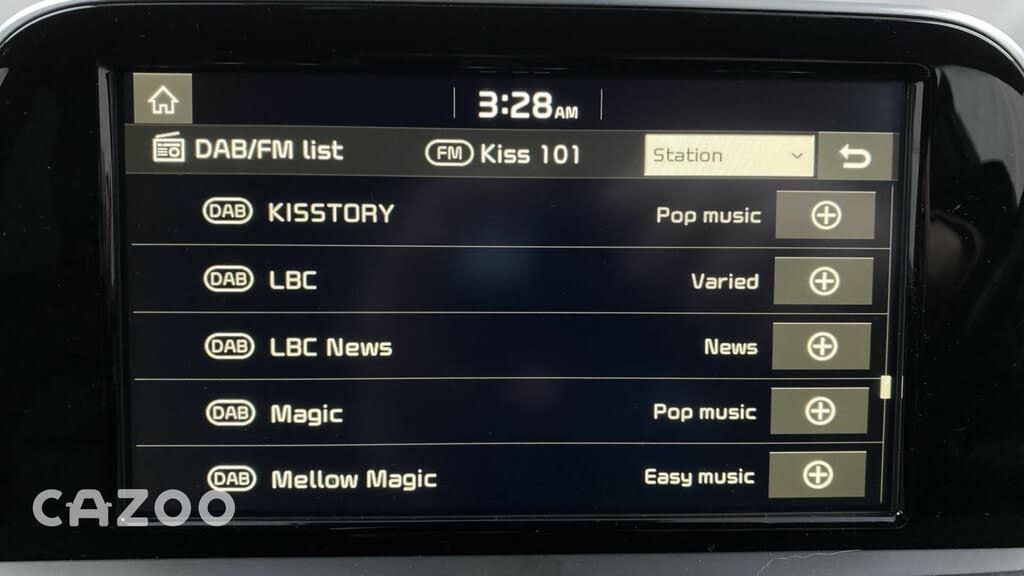 3:28AM
DAB/FM list FM Kiss 101 Station
DAB KISSTORY Pop music
DAB LBC Varied
DAB LBC News News
DAB Magic Pop music
DAB Mellow Magic Easy music
CAZOO